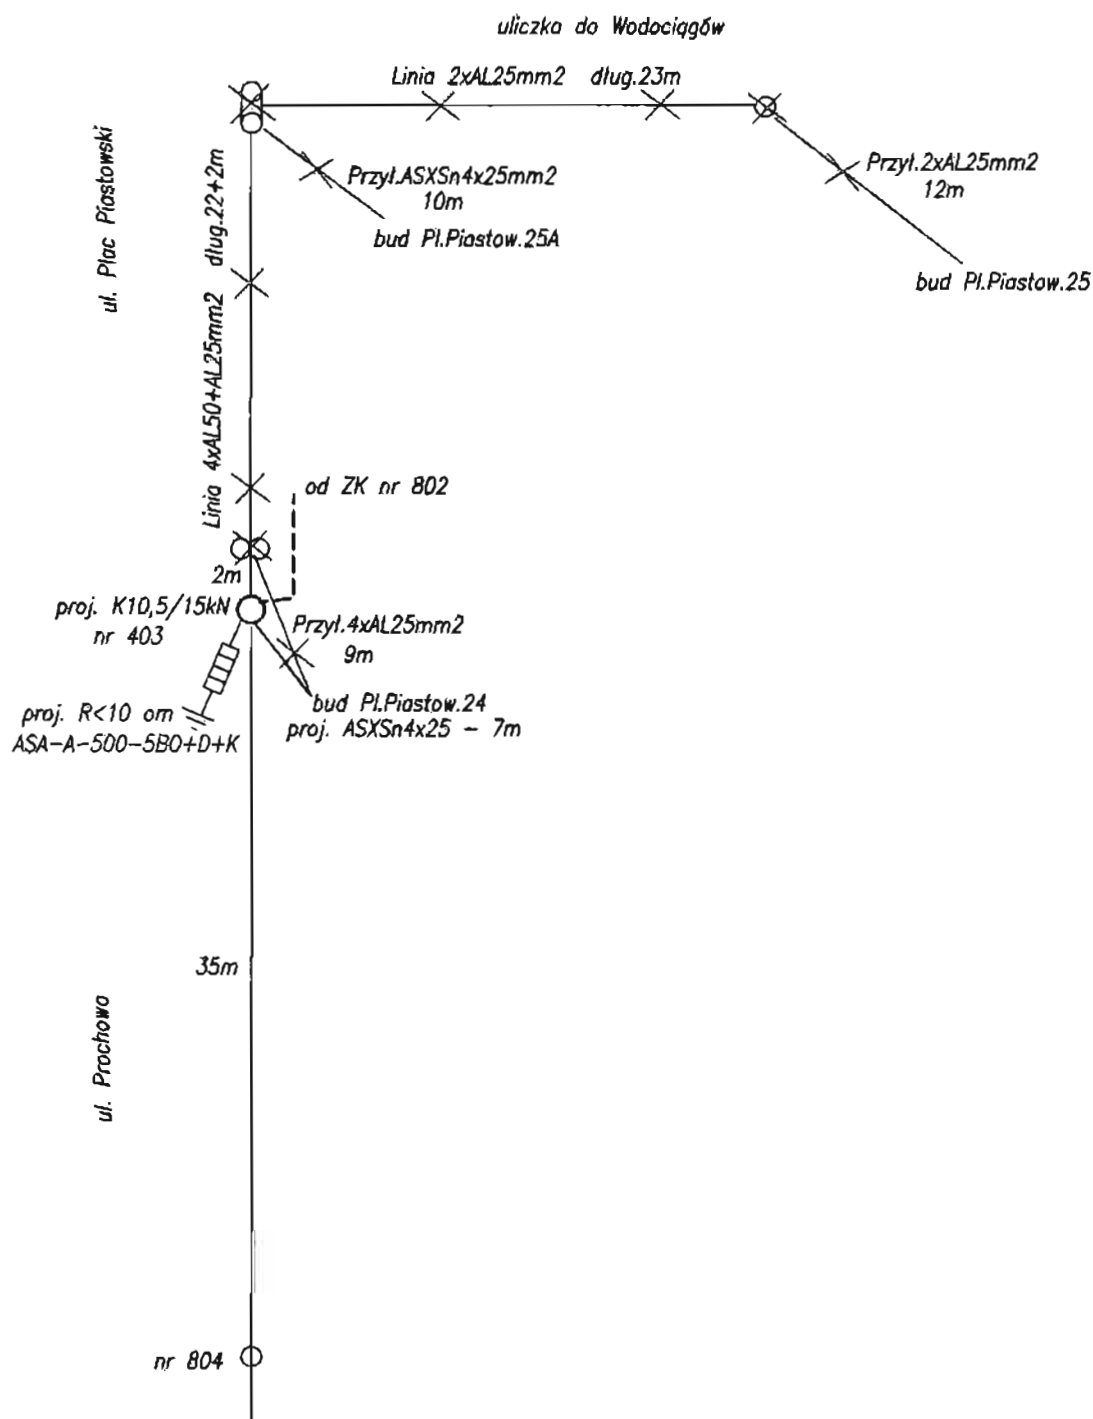 uliczka do Wodociągów
Linia 2xAL25mm2 dług.23m
ul. Plac Piastowski
Przył.ASXSn4x25mm2
10m
bud Pl.Piastow.25A
Przył.2xAL25mm2
12m
bud Pl.Piastow.25
Linia 4xAL50+AL25mm2 dług.22+2m
od ZK nr 802
2m
proj. K10,5/15kN
nr 403
Przył.4xAL25mm2
9m
bud Pl.Piastow.24
proj. ASXSn4x25 - 7m
proj. R<10 om
ASA-A-500-5BO+D+K
35m
ul. Prochowa
nr 804